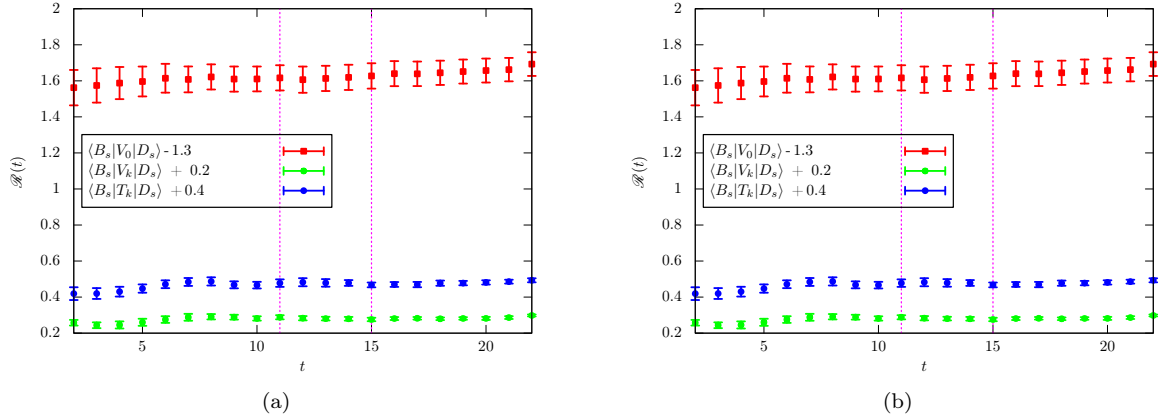 2
1.8
1.6
1.4
1.2
1
0.8
0.6
0.4
0.2
ℛ(t)
⟨B_s|V_0|D_s⟩ - 1.3
⟨B_s|V_k|D_s⟩ + 0.2
⟨B_s|T_k|D_s⟩ + 0.4
5 10 15 20
t
(a)
2
1.8
1.6
1.4
1.2
1
0.8
0.6
0.4
0.2
ℛ(t)
⟨B_s|V_0|D_s⟩ - 1.3
⟨B_s|V_k|D_s⟩ + 0.2
⟨B_s|T_k|D_s⟩ + 0.4
5 10 15 20
t
(b)